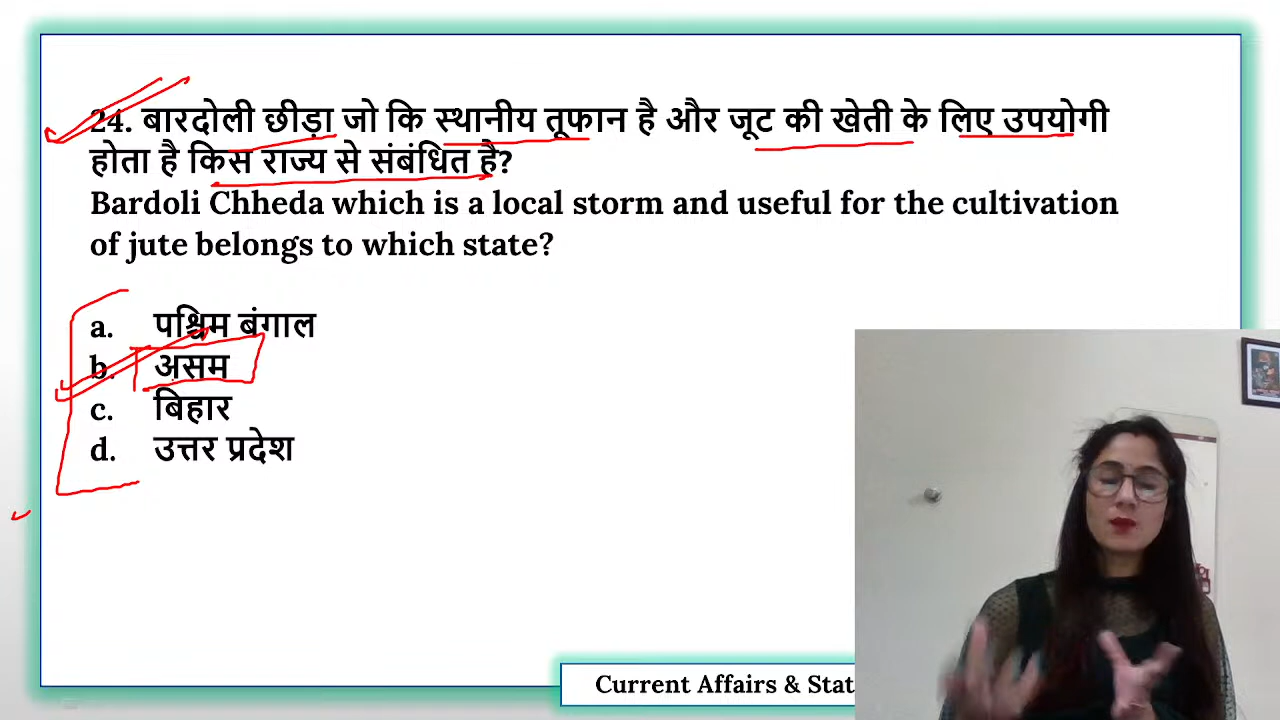 24. बारदोली छीड़ा जो कि स्थानीय तूफान है और जूट की खेती के लिए उपयोगी
होता है किस राज्य से संबंधित है?
Bardoli Chheda which is a local storm and useful for the cultivation
of jute belongs to which state?
a. पश्चिम बंगाल
b. असम
c. बिहार
d. उत्तर प्रदेश
Current Affairs & Stat